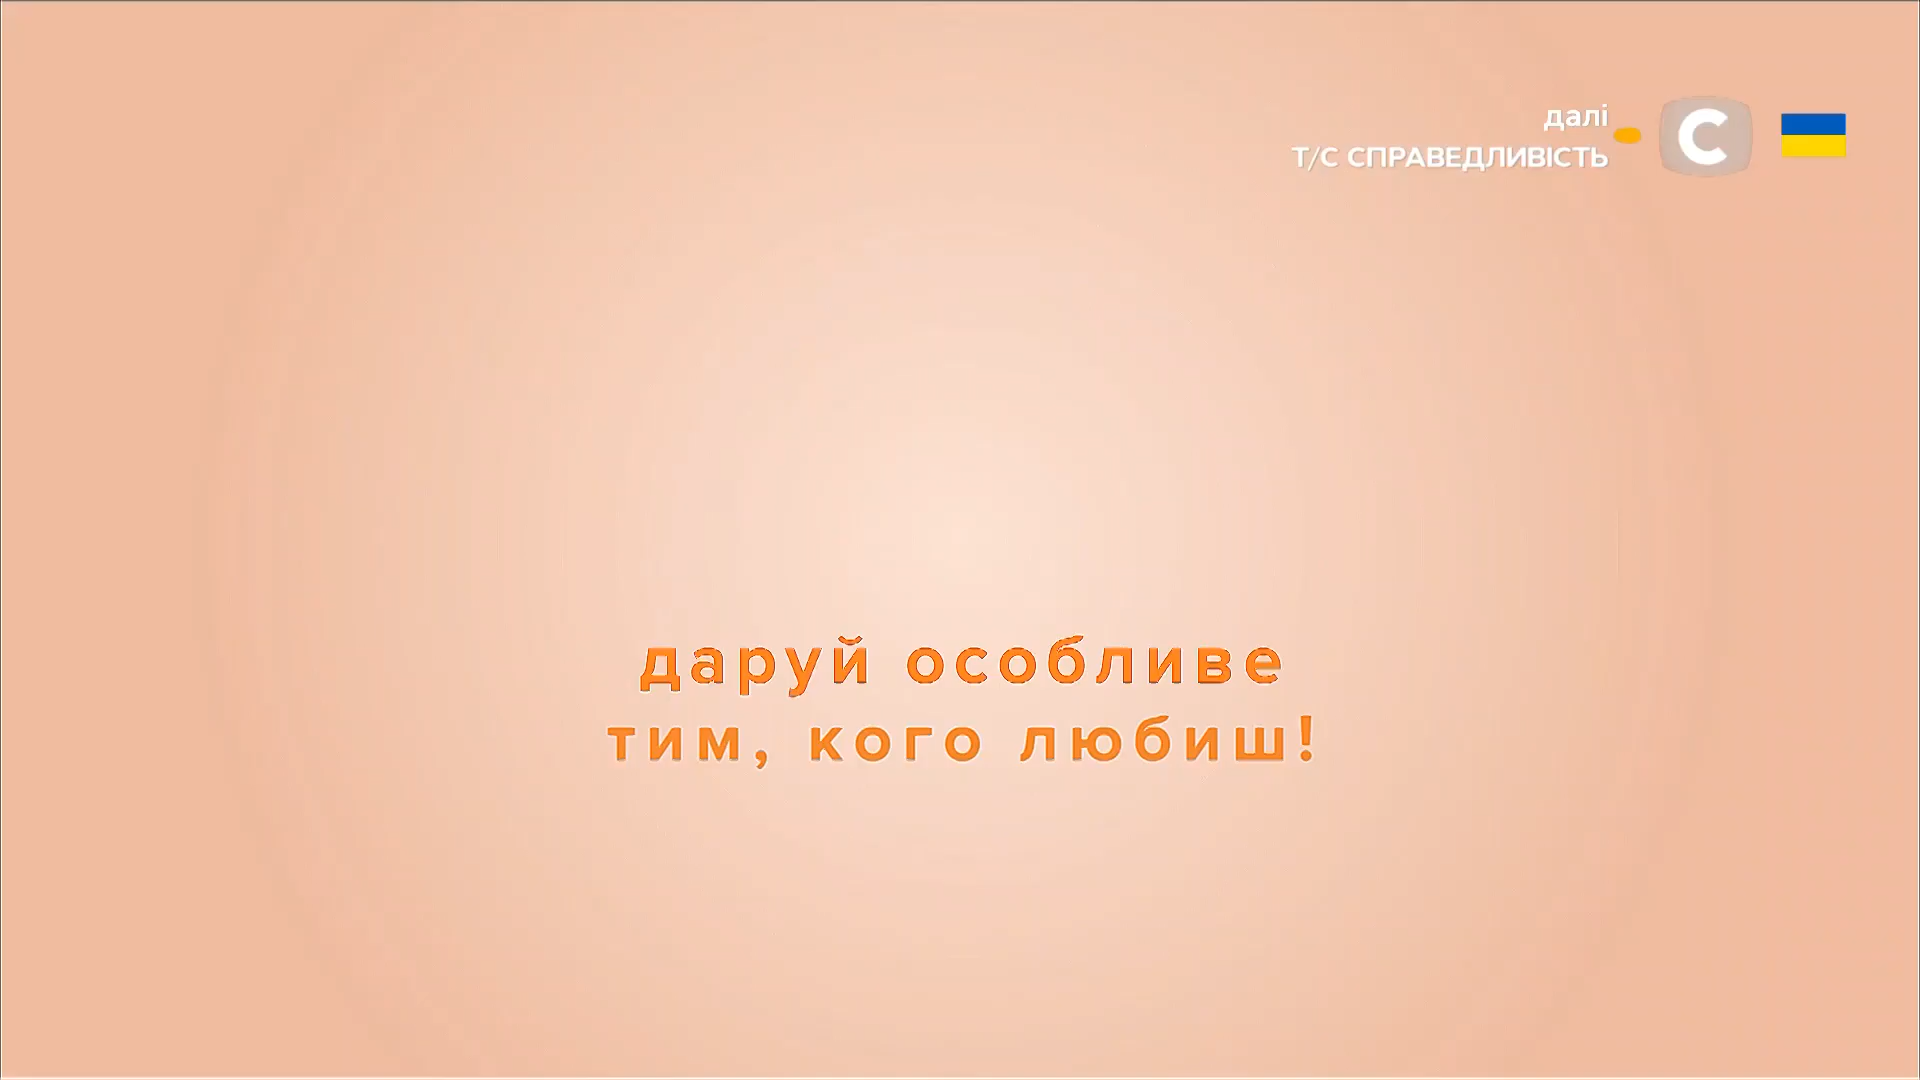 далі
Т/С СПРАВЕДЛИВІСТЬ
С
даруй особливе
тим, кого любиш!